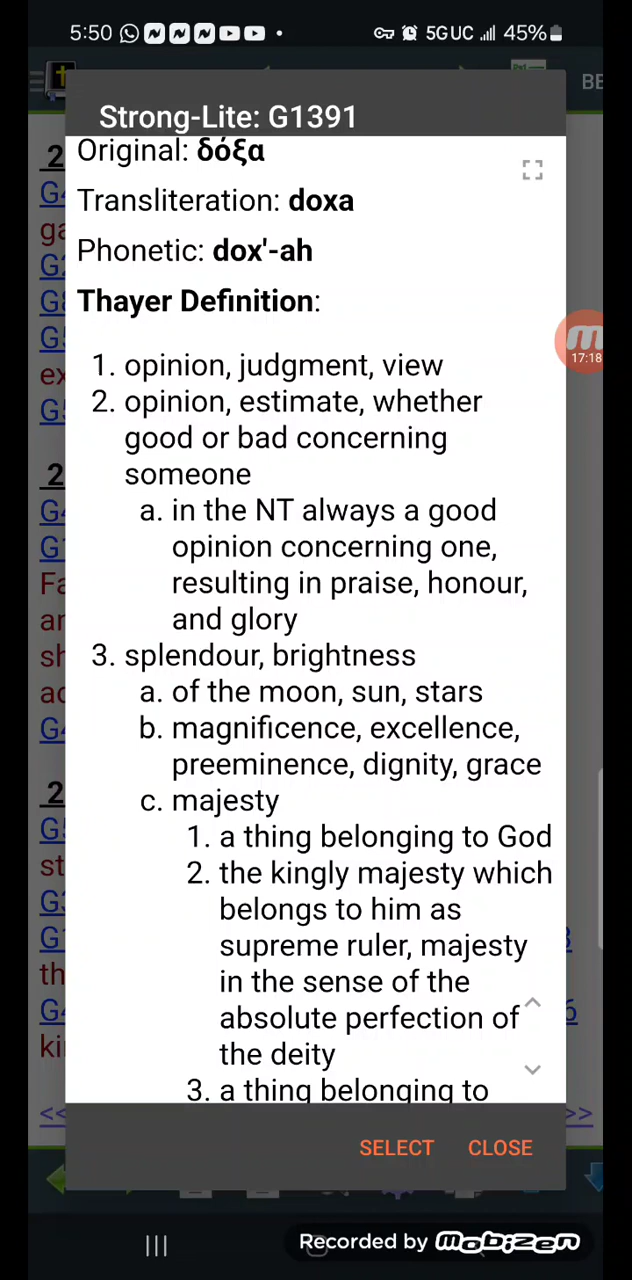 5:50
5GUC 45%
BE
Strong-Lite: G1391
Original: δόξα
Transliteration: doxa
Phonetic: dox'-ah
Thayer Definition:
17:18
1. opinion, judgment, view
2. opinion, estimate, whether
good or bad concerning
someone
a. in the NT always a good
opinion concerning one,
resulting in praise, honour,
and glory
3. splendour, brightness
a. of the moon, sun, stars
b. magnificence, excellence,
preeminence, dignity, grace
c. majesty
1. a thing belonging to God
2. the kingly majesty which
belongs to him as
supreme ruler, majesty
in the sense of the
absolute perfection of
the deity
3. a thing belonging to
<< >>
SELECT CLOSE
Recorded by Mobizen